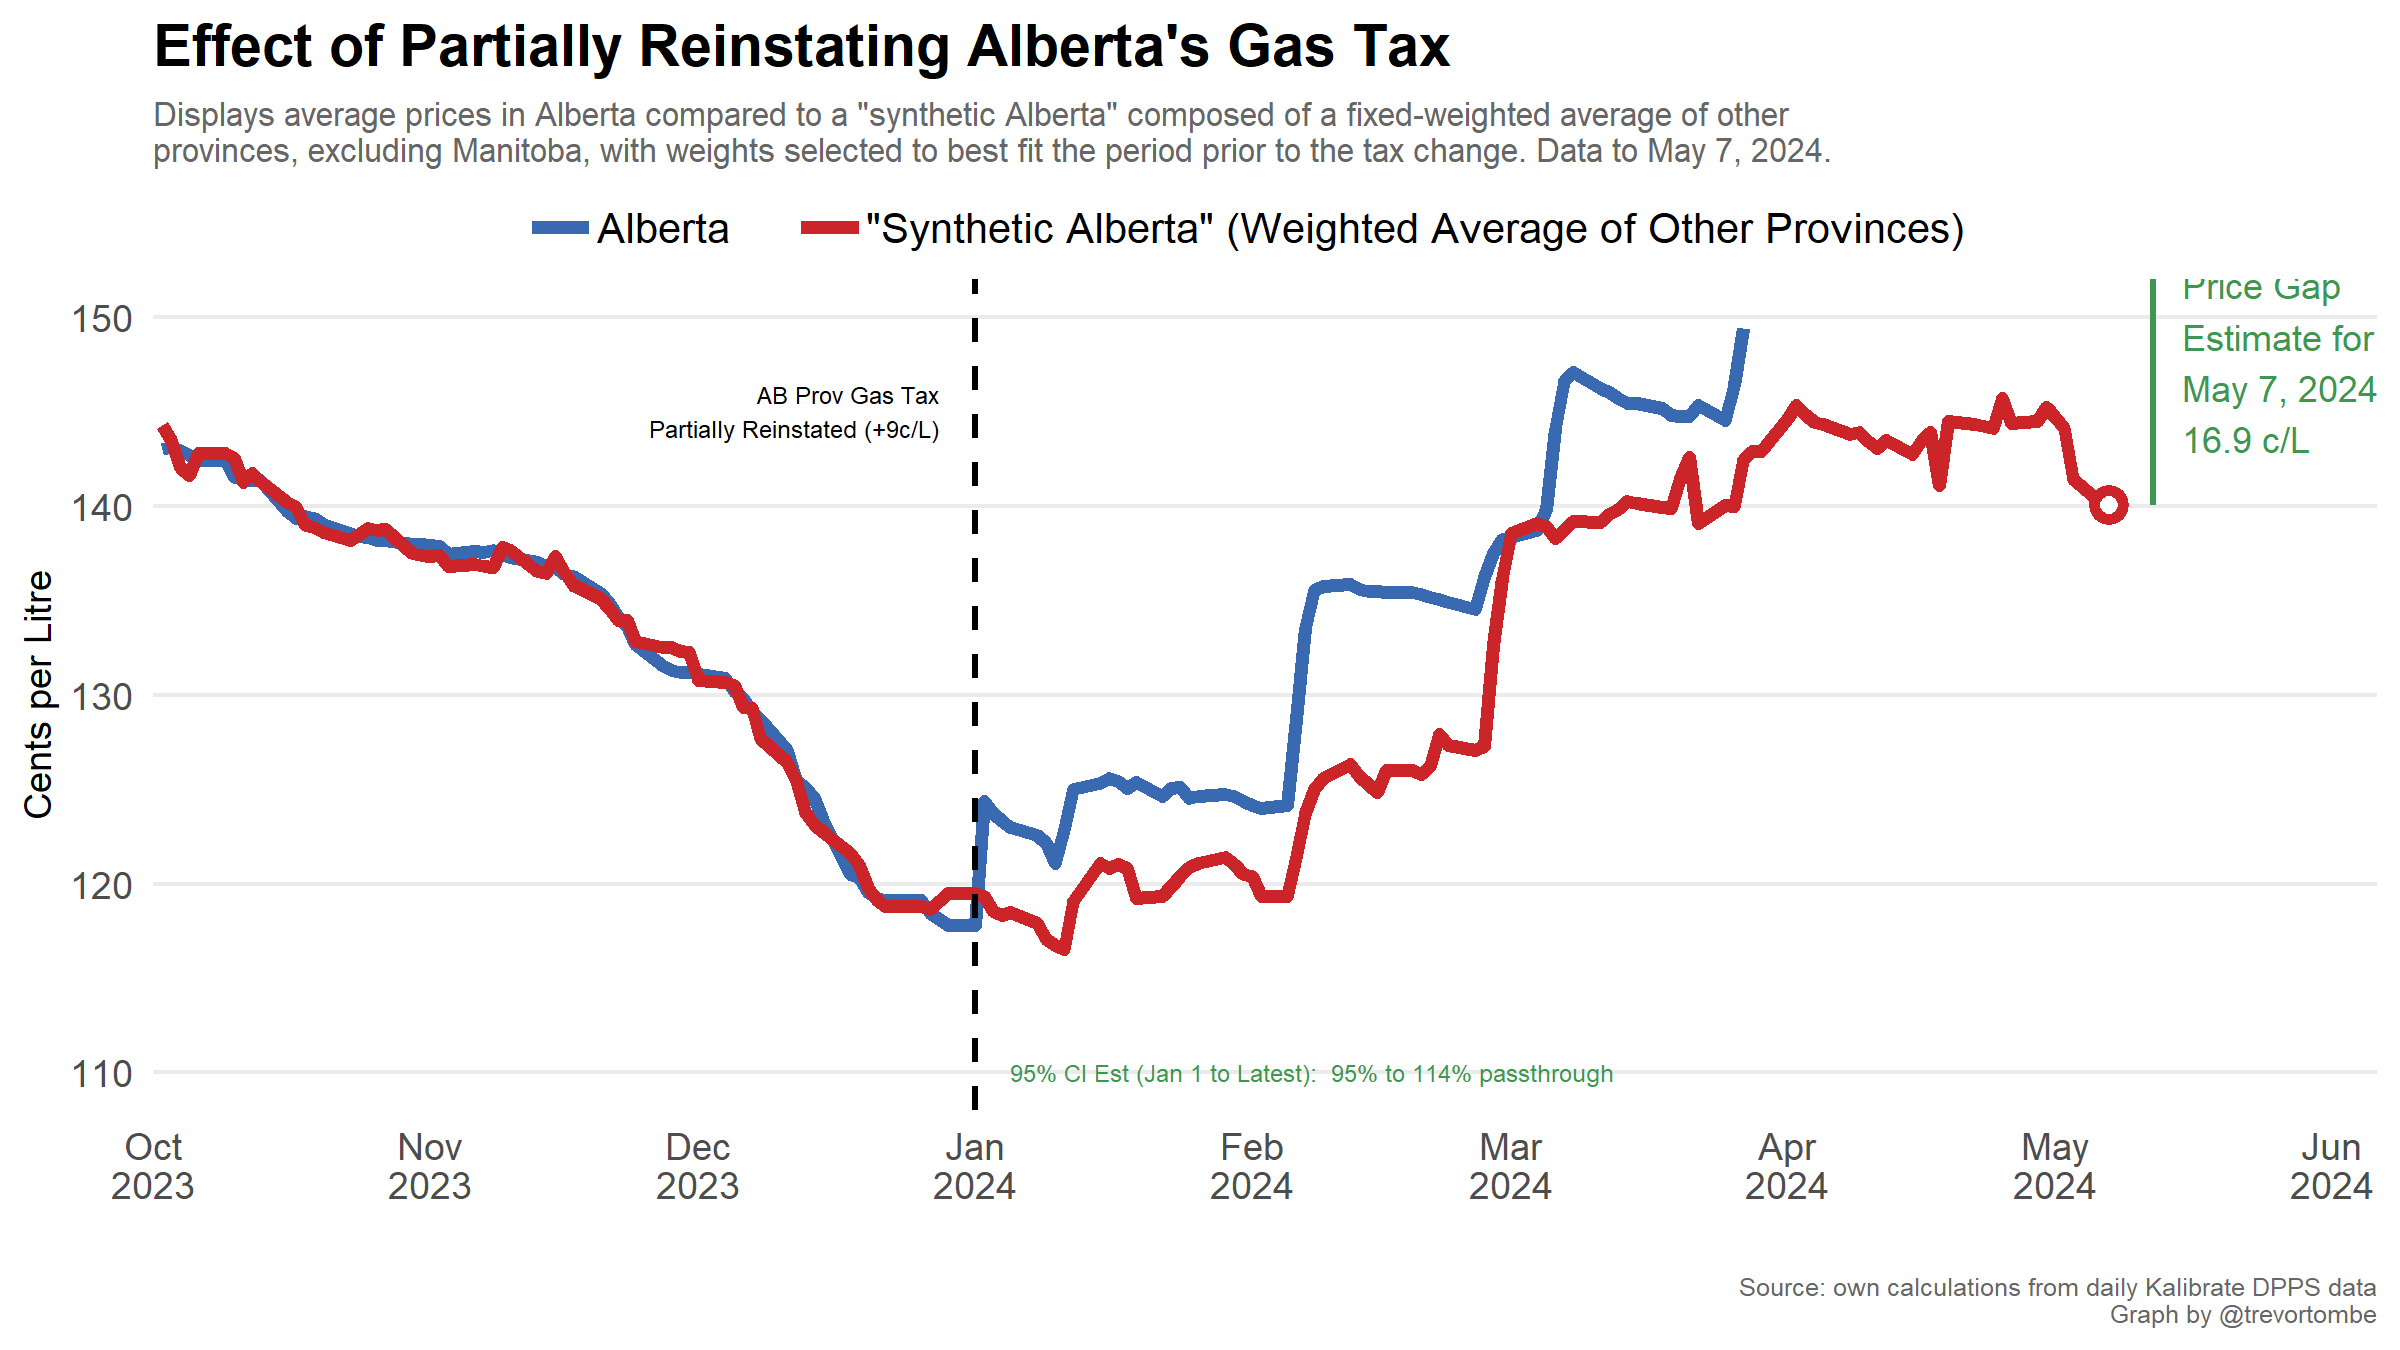 Effect of Partially Reinstating Alberta's Gas Tax
Displays average prices in Alberta compared to a "synthetic Alberta" composed of a fixed-weighted average of other
provinces, excluding Manitoba, with weights selected to best fit the period prior to the tax change. Data to May 7, 2024.
Alberta
"Synthetic Alberta" (Weighted Average of Other Provinces)
Price Gap
Estimate for
May 7, 2024
16.9 c/L
AB Prov Gas Tax
Partially Reinstated (+9c/L)
Cents per Litre
150
140
130
120
110
95% CI Est (Jan 1 to Latest):  95% to 114% passthrough
Oct
2023
Nov
2023
Dec
2023
Jan
2024
Feb
2024
Mar
2024
Apr
2024
May
2024
Jun
2024
Source: own calculations from daily Kalibrate DPPS data
Graph by @trevortombe